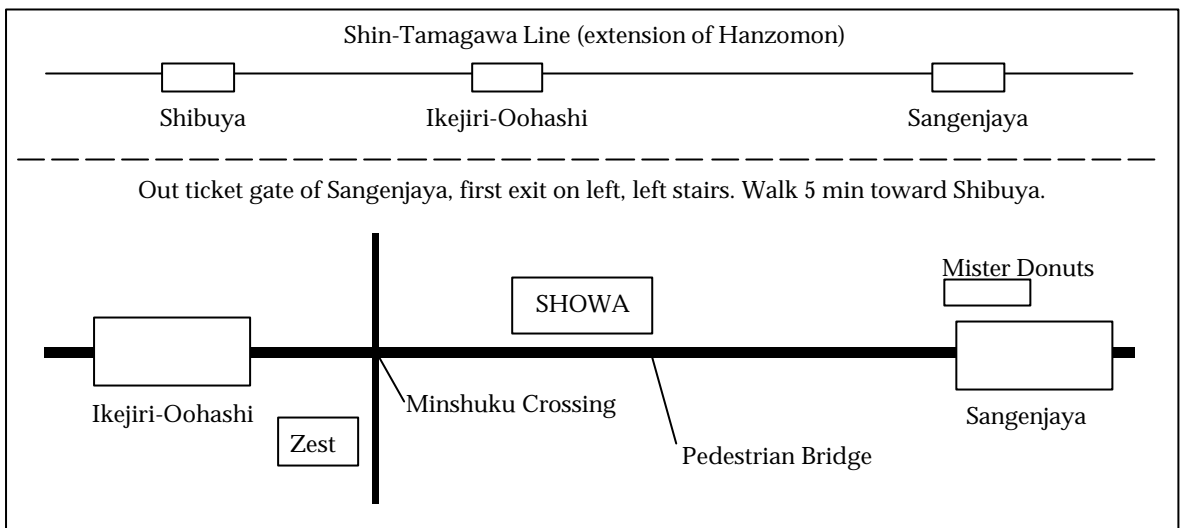 Shin-Tamagawa Line (extension of Hanzomon)
Shibuya
Ikejiri-Oohashi
Sangenjaya
Out ticket gate of Sangenjaya, first exit on left, left stairs. Walk 5 min toward Shibuya.
Mister Donuts
SHOWA
Ikejiri-Oohashi
Minshuku Crossing
Sangenjaya
Zest
Pedestrian Bridge